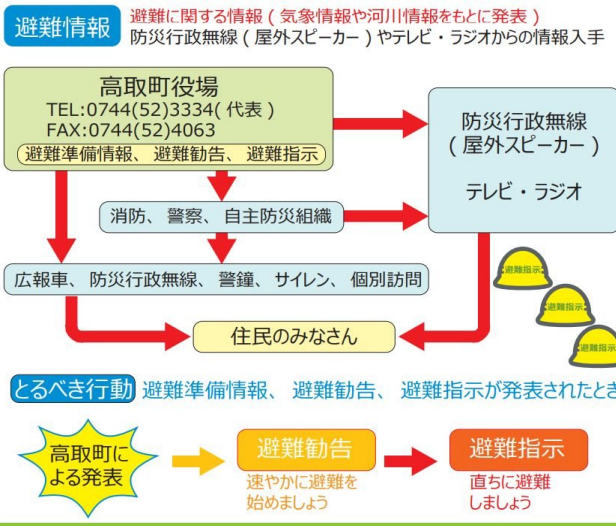 避難情報
避難に関する情報(気象情報や河川情報をもとに発表)
防災行政無線(屋外スピーカー)やテレビ・ラジオからの情報入手
高取町役場
TEL:0744(52)3334(代表)
FAX:0744(52)4063
避難準備情報、避難勧告、避難指示
防災行政無線
(屋外スピーカー)
テレビ・ラジオ
消防、警察、自主防災組織
広報車、防災行政無線、警鐘、サイレン、個別訪問
住民のみなさん
避難指示
避難指示
避難指示
とるべき行動
避難準備情報、避難勧告、避難指示が発表されたとき
高取町に
よる発表
避難勧告
速やかに避難を
始めましょう
避難指示
直ちに避難
しましょう